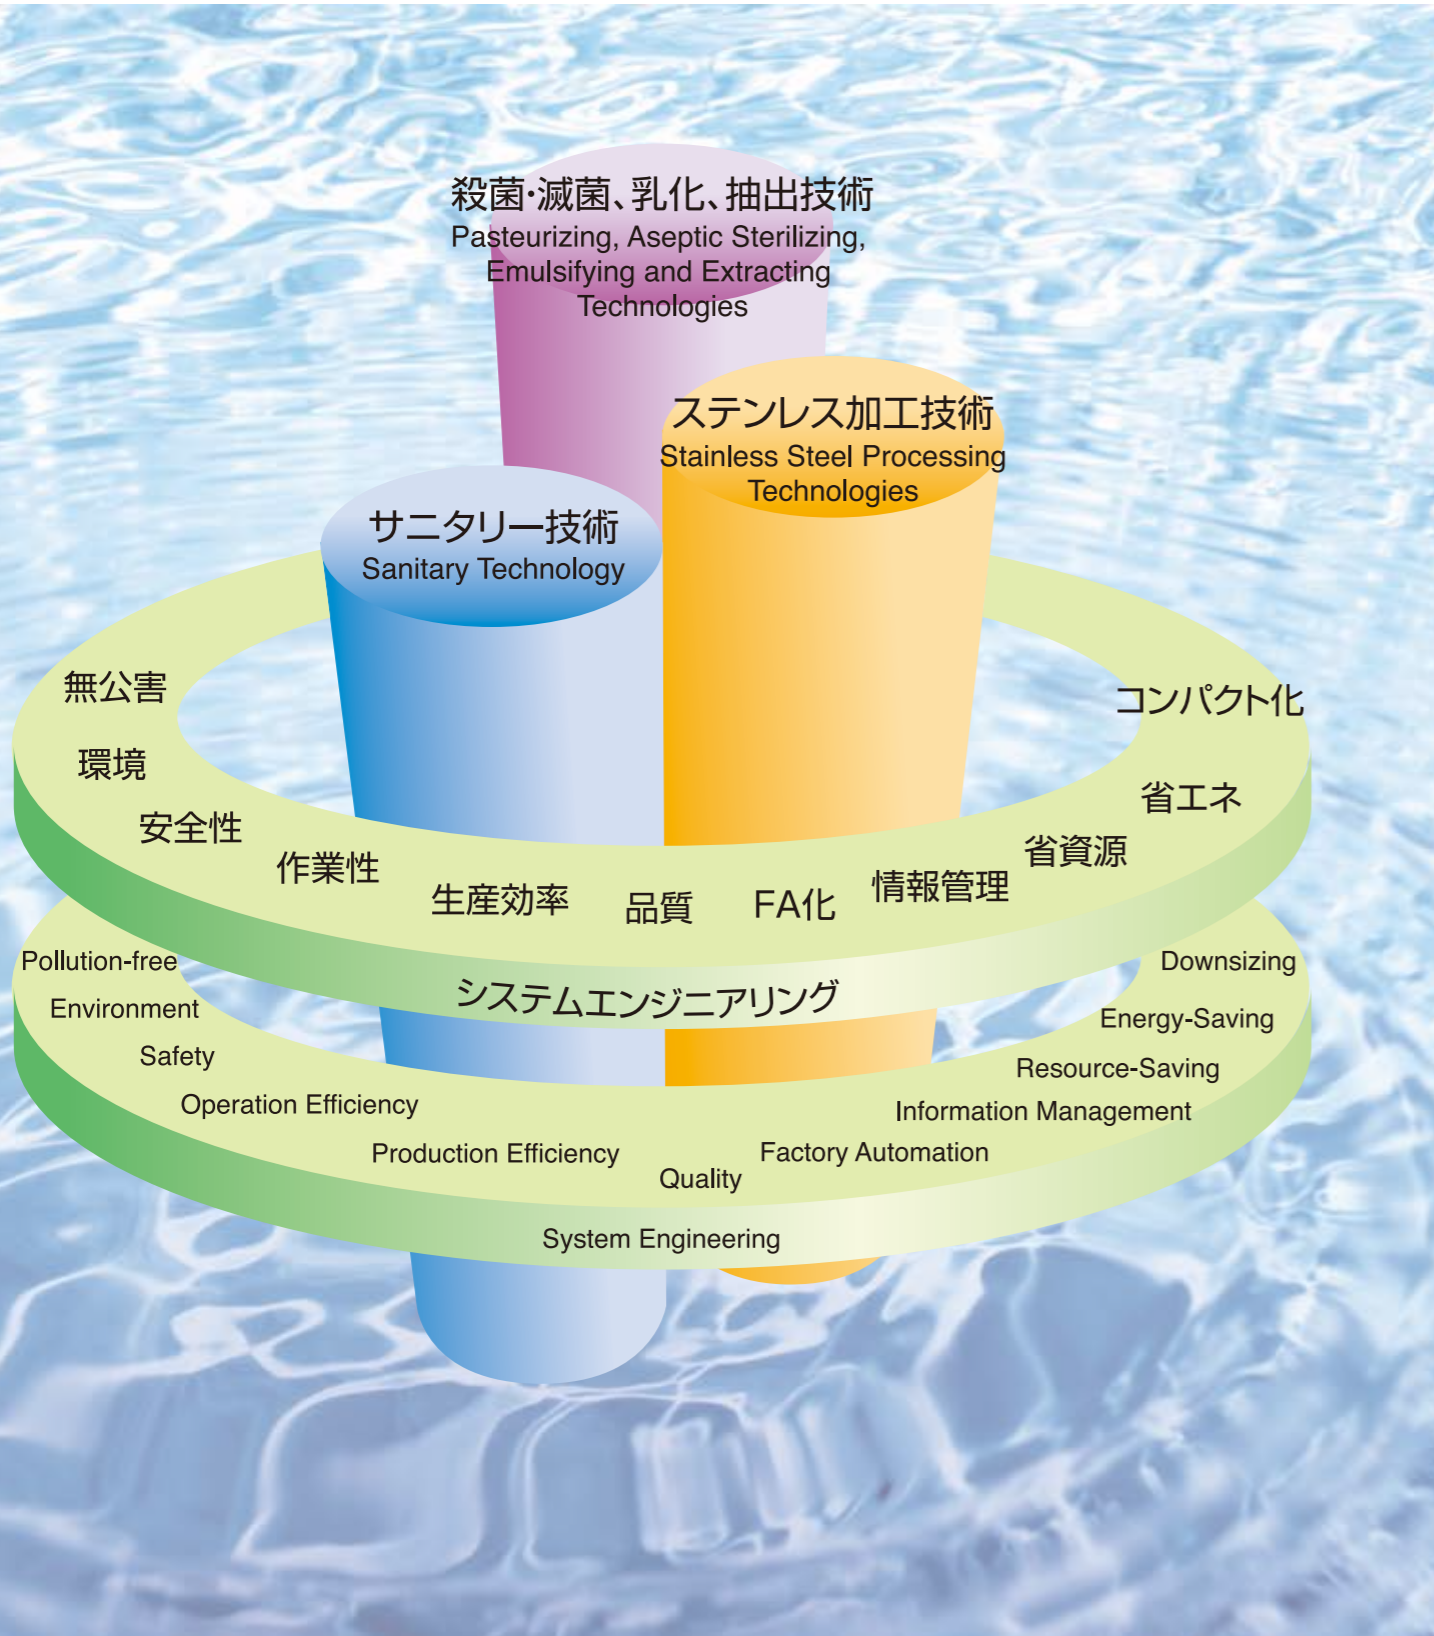 殺菌・滅菌、乳化、抽出技術
Pasteurizing, Aseptic Sterilizing,
Emulsifying and Extracting
Technologies
ステンレス加工技術
Stainless Steel Processing
Technologies
サニタリー技術
Sanitary Technology
無公害
環境
安全性
作業性
生産効率
品質
FA化
情報管理
省資源
省エネ
コンパクト化
システムエンジニアリング
Pollution-free
Environment
Safety
Operation Efficiency
Production Efficiency
Quality
Factory Automation
Information Management
Resource-Saving
Energy-Saving
Downsizing
System Engineering